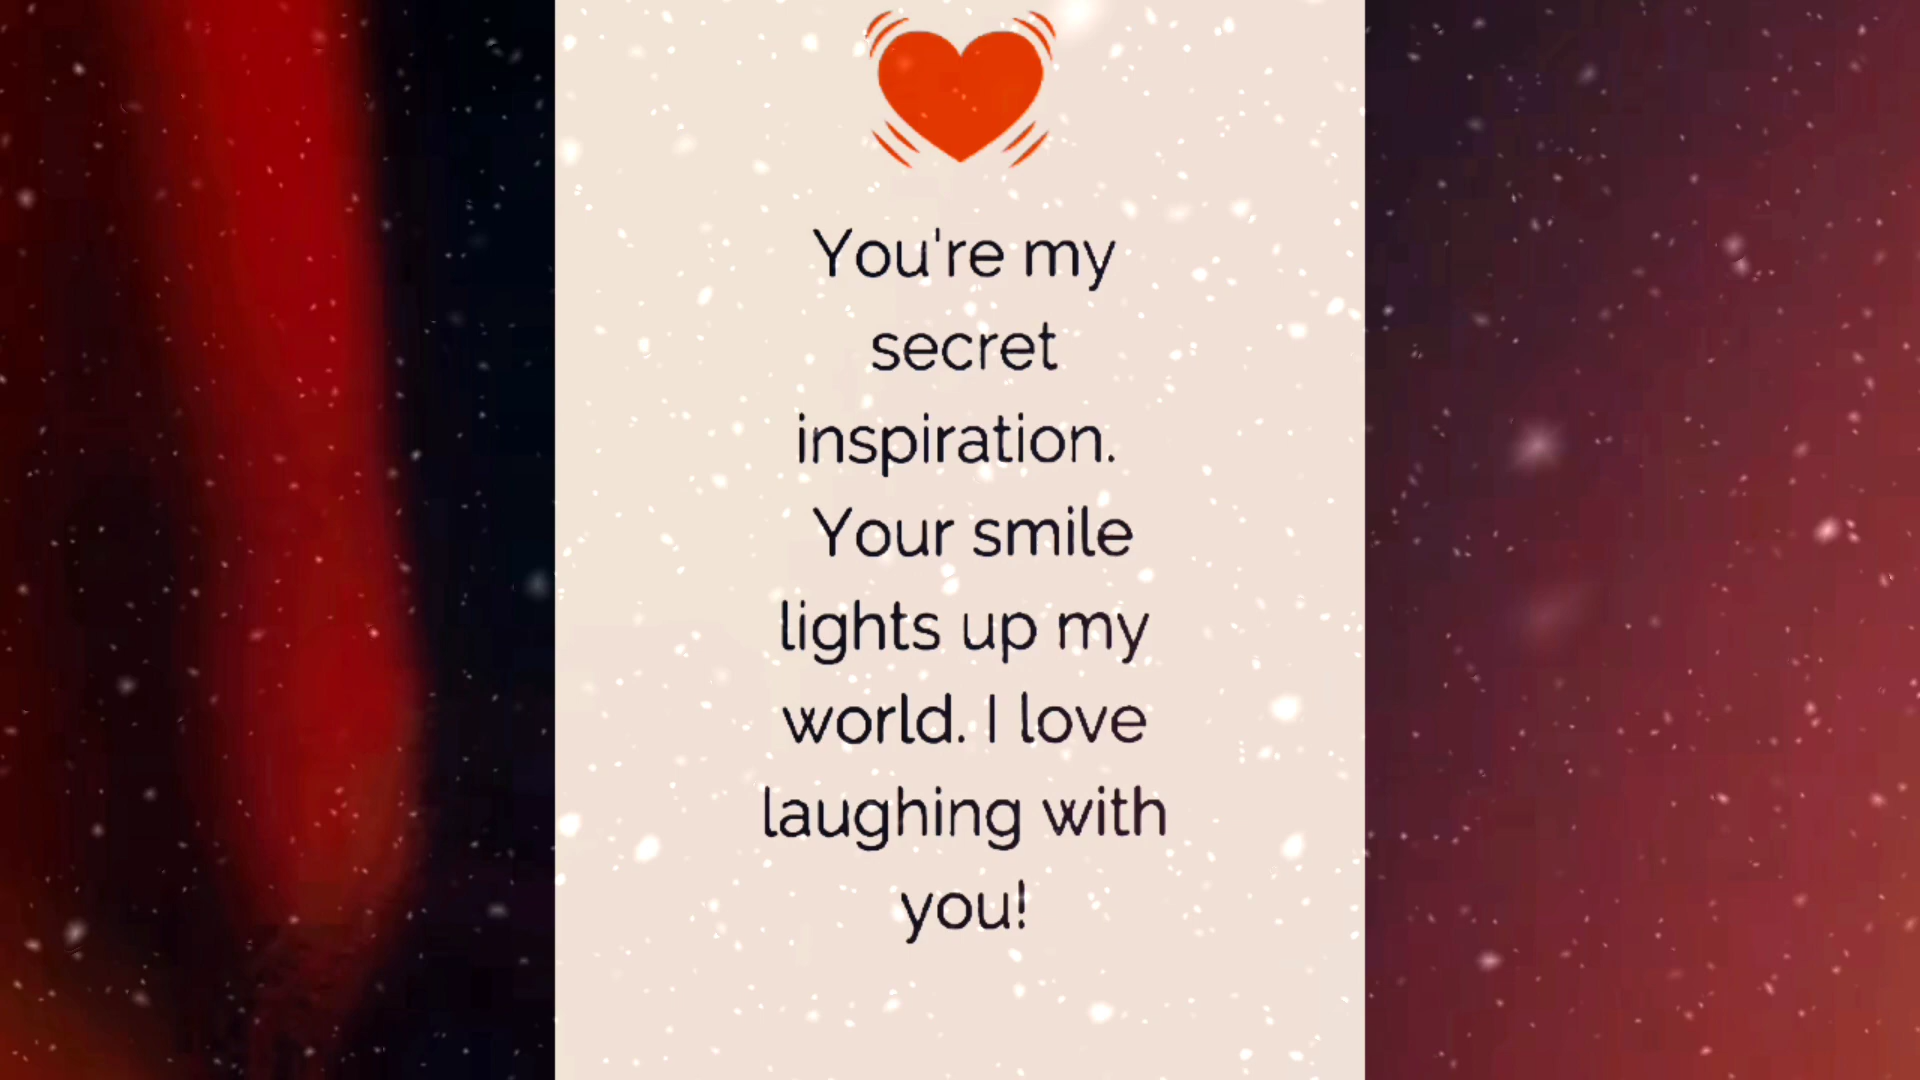 You're my
secret
inspiration.
Your smile
lights up my
world. I love
laughing with
you!